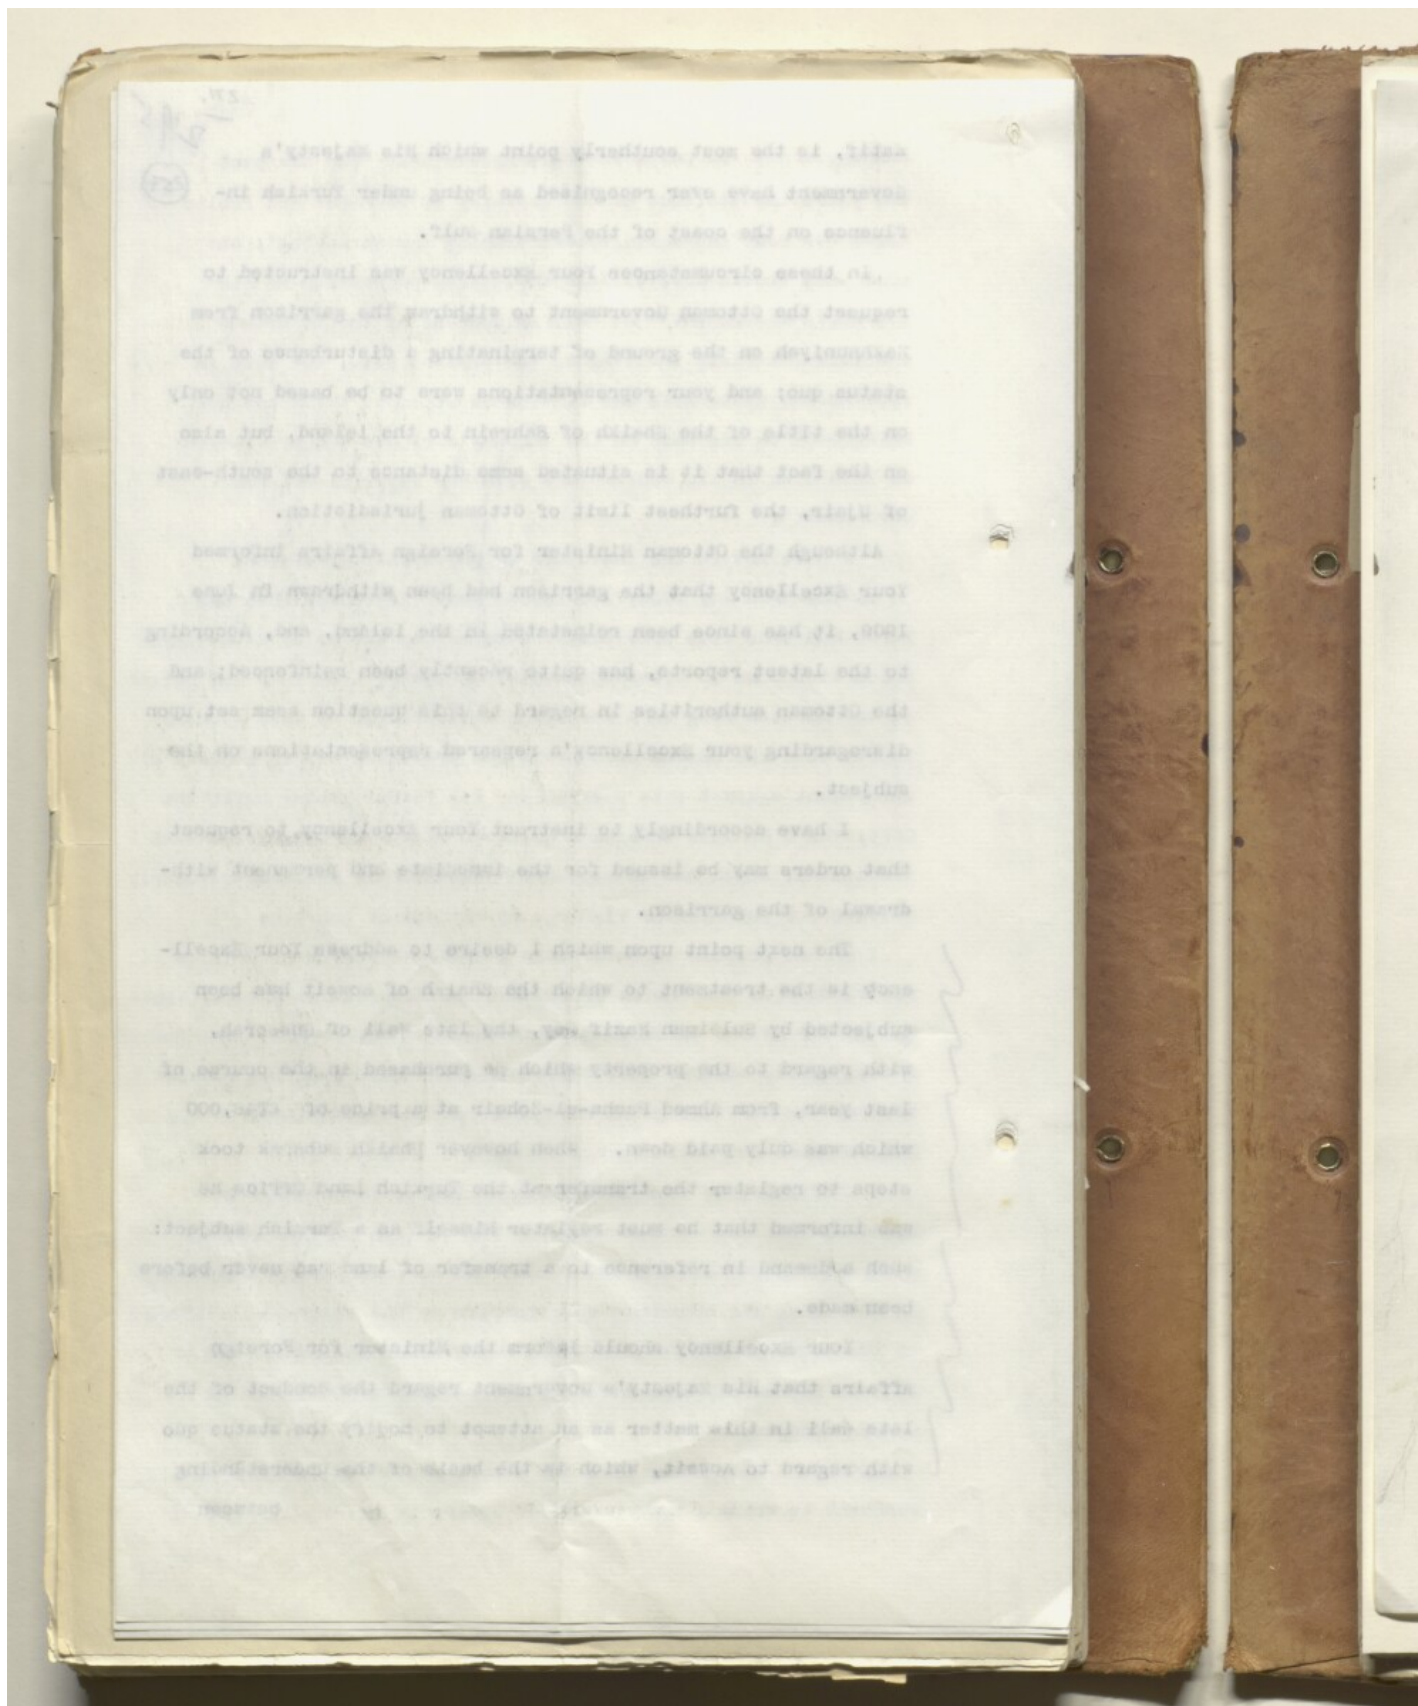 Katif, is the most southerly point which His Majesty's
Government have ever recognised as being under Turkish in-
fluence on the coast of the Persian Gulf.
In these circumstances Your Excellency was instructed to
request the Ottoman Government to withdraw the garrison from
Zakhnuniyeh on the ground of terminating a disturbance of the
status quo; and your representations were to be based not only
on the title of the Sheikh of Bahrein to the island, but also
on the fact that it is situated some distance to the south-east
of Ujair, the furthest limit of Ottoman jurisdiction.
Although the Ottoman Minister for Foreign Affairs informed
Your Excellency that the garrison had been withdrawn in June
1909, it has since been reinstated in the island, and, according
to the latest reports, has quite recently been reinforced; and
the Ottoman authorities in regard to this question seem set upon
disregarding your Excellency's repeated representations on the
subject.
I have accordingly to instruct Your Excellency to request
that orders may be issued for the immediate and permanent with-
drawal of the garrison.
The next point upon which I desire to address Your Excell-
ency is the treatment to which the Sheikh of Koweit has been
subjected by Suleiman Nazif Bey, the late Wali of
with regard to the property which he purchased in the course of
last year, from Ahmed Pasha-el-Zoheir at a price of
which was duly paid down. When however Sheikh Mubarak took
steps to register the transfer at the Turkish Land Office he
was informed that he must register himself as a Turkish subject:
such a demand in reference to a transfer of land was never before
been made.
Your Excellency should inform the Minister for Foreign
Affairs that His Majesty's Government regard the conduct of the
late Wali in this matter as an attempt to modify the status quo
with regard to Koweit, which is the basis of the understanding
between